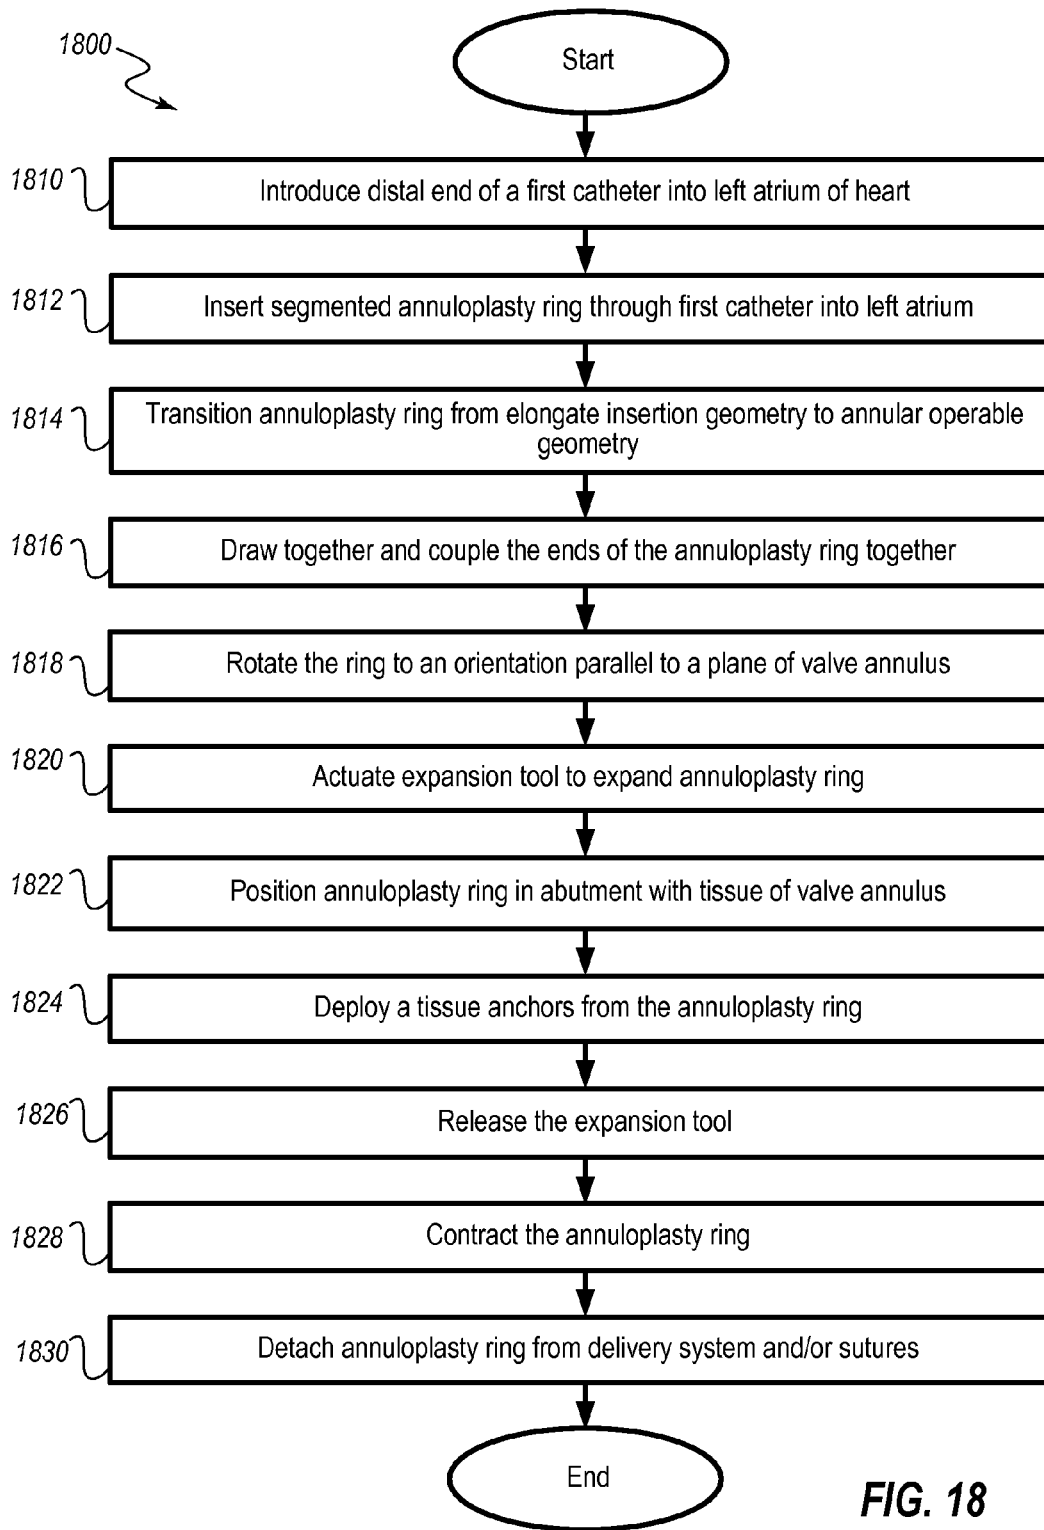 1800
Start
1810
Introduce distal end of a first catheter into left atrium of heart
1812
Insert segmented annuloplasty ring through first catheter into left atrium
1814
Transition annuloplasty ring from elongate insertion geometry to annular operable
geometry
1816
Draw together and couple the ends of the annuloplasty ring together
1818
Rotate the ring to an orientation parallel to a plane of valve annulus
1820
Actuate expansion tool to expand annuloplasty ring
1822
Position annuloplasty ring in abutment with tissue of valve annulus
1824
Deploy a tissue anchors from the annuloplasty ring
1826
Release the expansion tool
1828
Contract the annuloplasty ring
1830
Detach annuloplasty ring from delivery system and/or sutures
End
FIG. 18